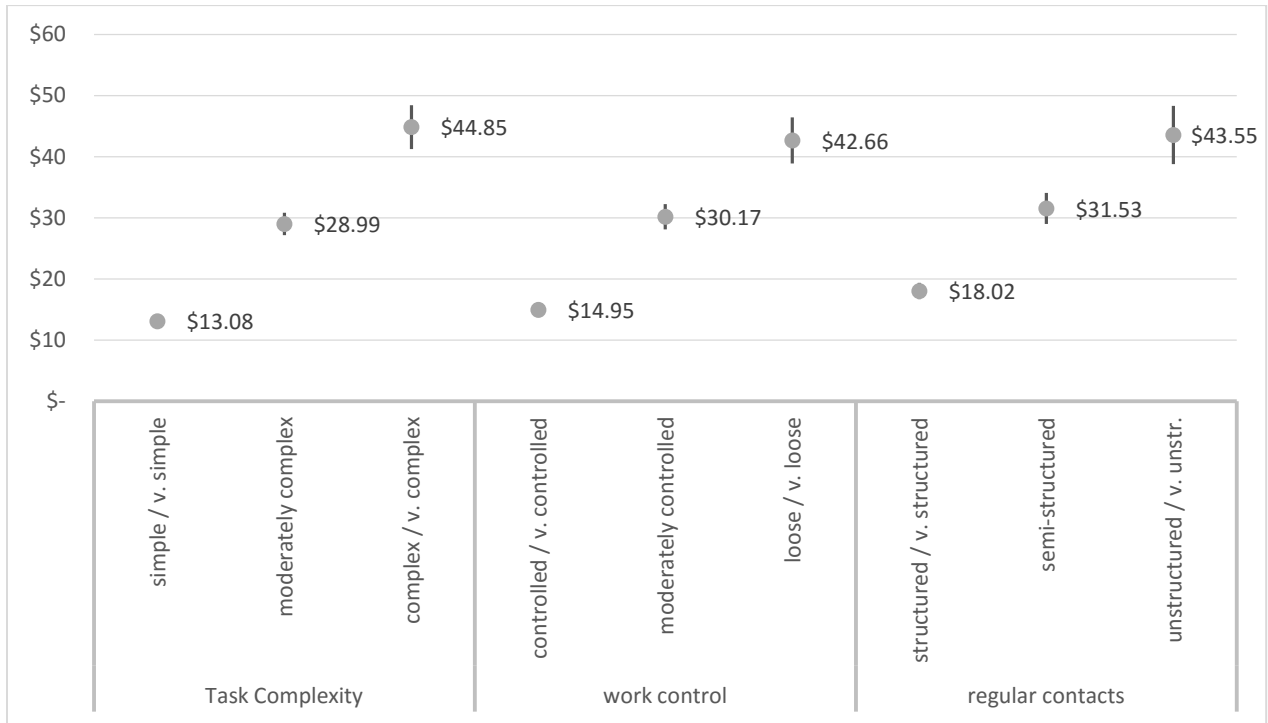 $60
$50
$40
$30
$20
$10
$-
$13.08
$28.99
$44.85
$14.95
$30.17
$42.66
$18.02
$31.53
$43.55
simple / v. simple
moderately complex
complex / v. complex
controlled / v. controlled
moderately controlled
loose / v. loose
structured / v. structured
semi-structured
unstructured / v. unstr.
Task Complexity
work control
regular contacts